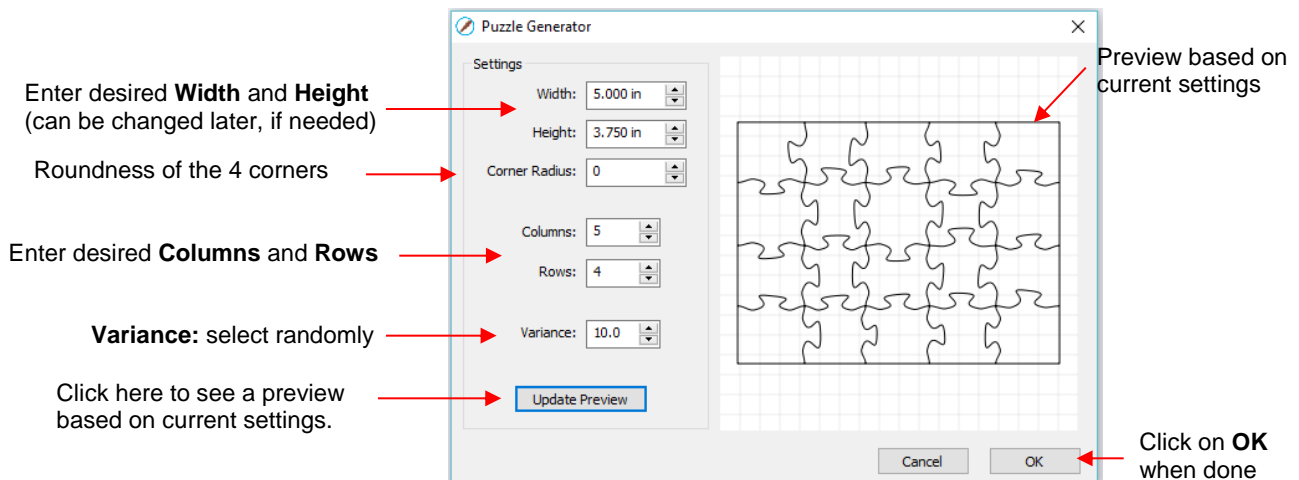 Puzzle Generator
Settings
Width: 5.000 in
Height: 3.750 in
Corner Radius: 0
Columns: 5
Rows: 4
Variance: 10.0
Update Preview
Cancel
OK
Enter desired Width and Height
(can be changed later, if needed)
Roundness of the 4 corners
Enter desired Columns and Rows
Variance: select randomly
Click here to see a preview
based on current settings.
Preview based on
current settings
Click on OK
when done